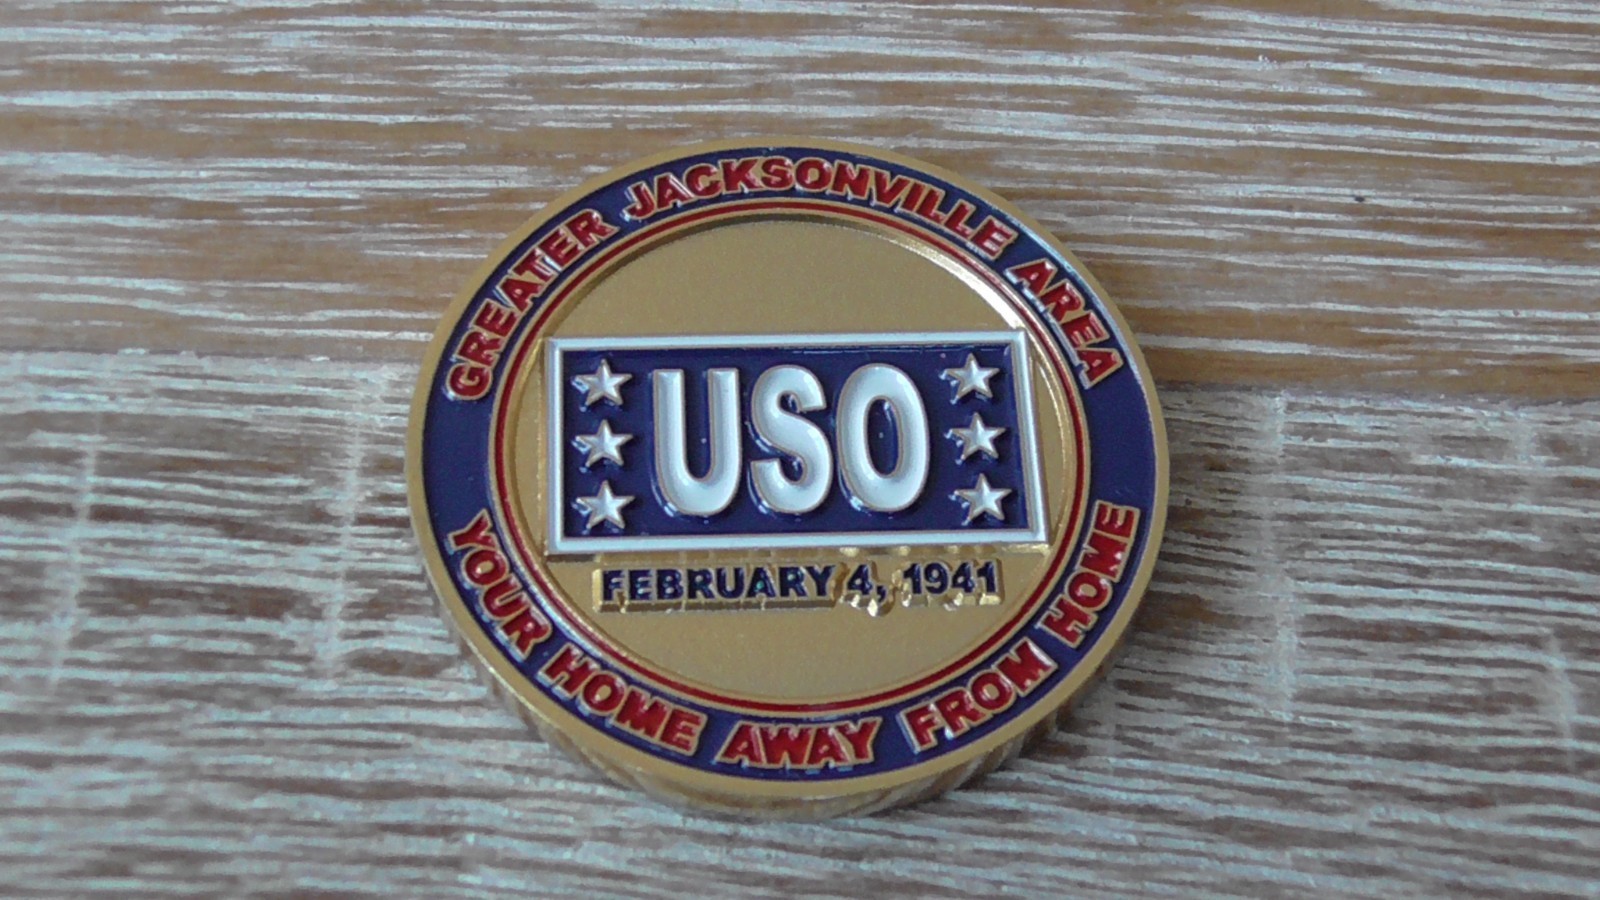 GREATER JACKSONVILLE AREA
USO
FEBRUARY 4, 1941
YOUR HOME AWAY FROM HOME